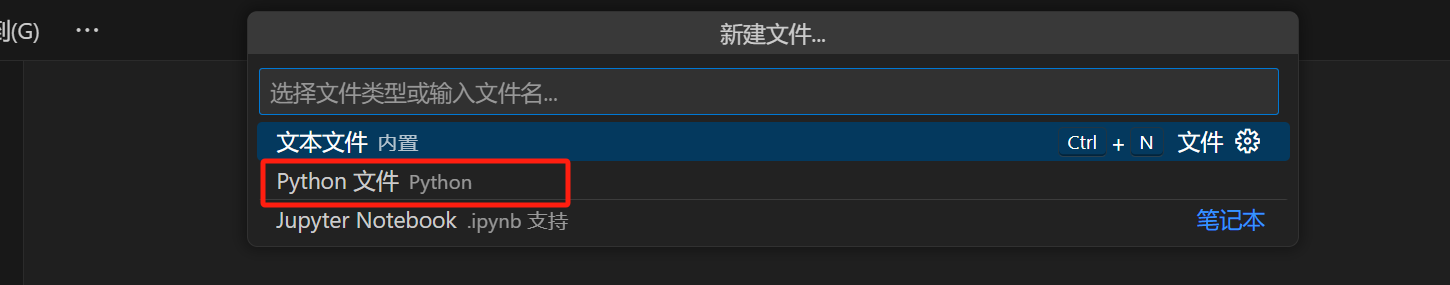 到(G) ...
新建文件...
选择文件类型或输入文件名...
文本文件 内置 Ctrl + N 文件
Python 文件 Python
Jupyter Notebook .ipynb 支持 笔记本